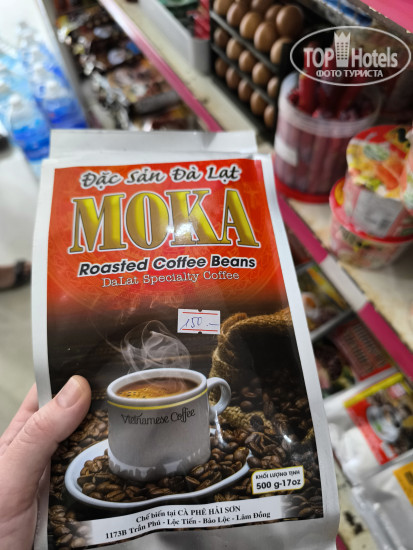 TOP Hotels
ФОТО ТУРИСТА
Đặc Sản Đà Lạt
MOKA
Roasted Coffee Beans
DaLat Specialty Coffee
150.-
Vietnamese Coffee
KHỐI LƯỢNG TỊNH
500 g-17oz
Chế biến tại CÀ PHÊ HẢI SƠN
1173B Trần Phú - Lộc Tiến - Bảo Lộc - Lâm Đồng